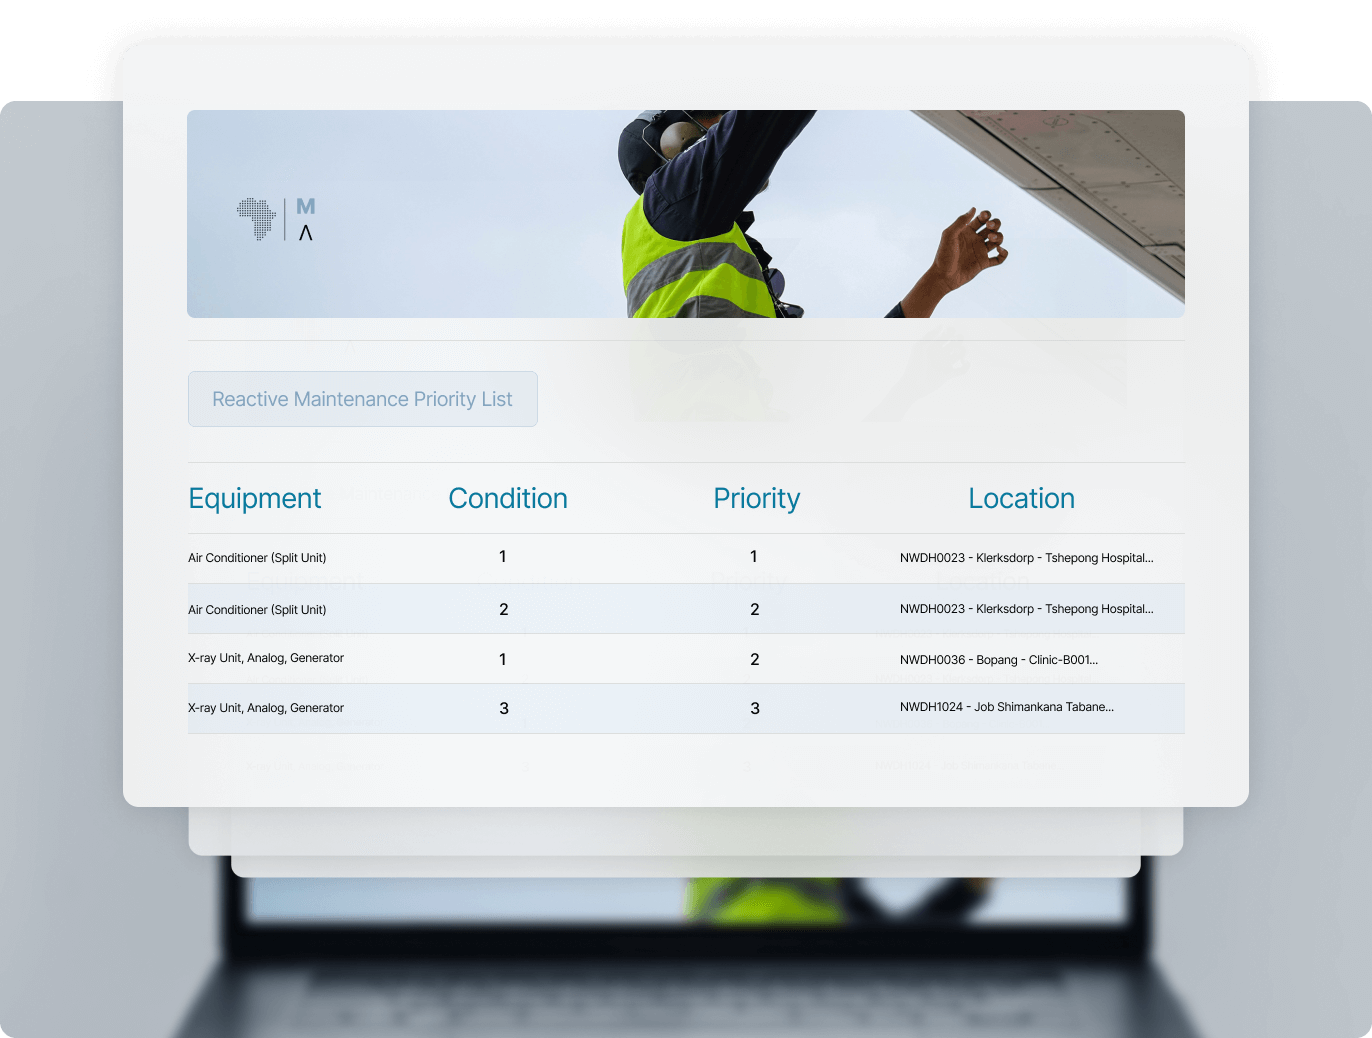 M
Λ
Reactive Maintenance Priority List
Equipment Condition Priority Location
Air Conditioner (Split Unit) 1 1 NWDH0023 - Klerksdorp - Tshepong Hospital...
Air Conditioner (Split Unit) 2 2 NWDH0023 - Klerksdorp - Tshepong Hospital...
X-ray Unit, Analog, Generator 1 2 NWDH0036 - Bopang - Clinic-B001...
X-ray Unit, Analog, Generator 3 3 NWDH1024 - Job Shimankana Tabane...